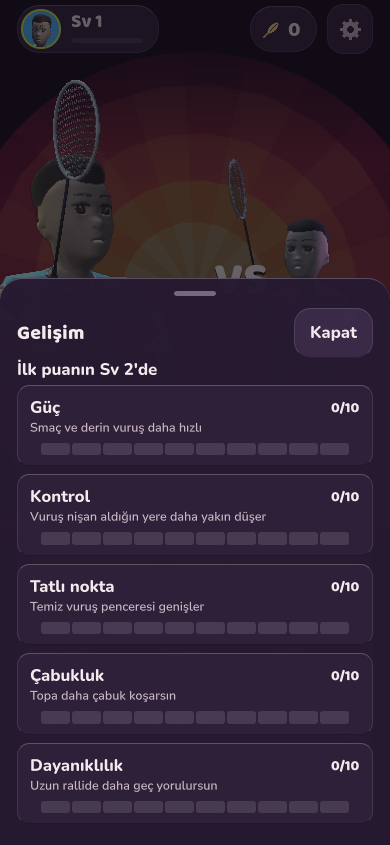 Sv 1
0
VS
Gelişim
Kapat
İlk puanın Sv 2'de
Güç
0/10
Smaç ve derin vuruş daha hızlı
Kontrol
0/10
Vuruş nişan aldığın yere daha yakın düşer
Tatlı nokta
0/10
Temiz vuruş penceresi genişler
Çabukluk
0/10
Topa daha çabuk koşarsın
Dayanıklılık
0/10
Uzun rallide daha geç yorulursun